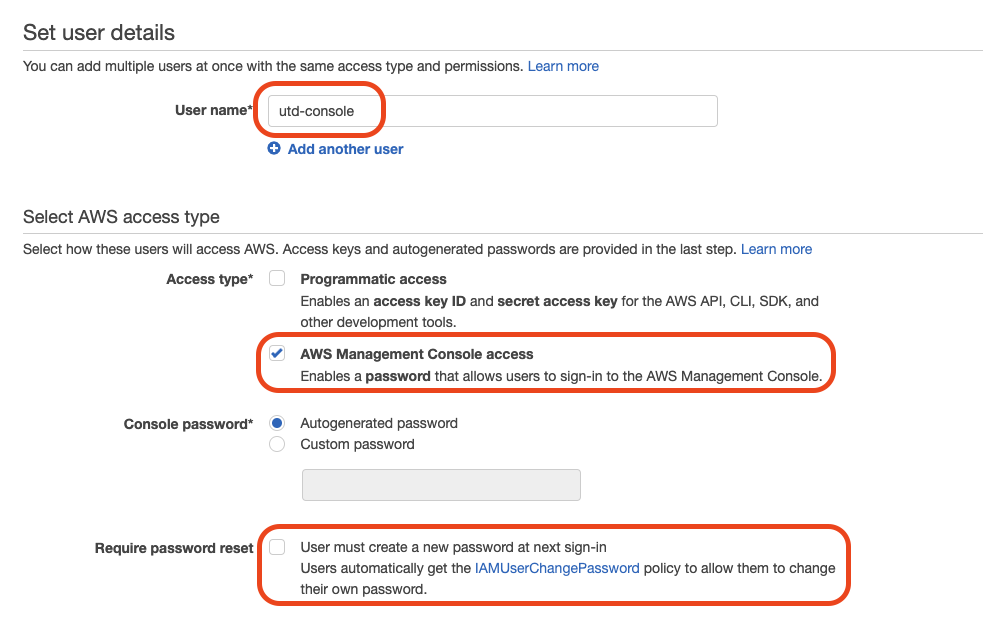 Set user details
You can add multiple users at once with the same access type and permissions. Learn more
User name* utd-console
Add another user
Select AWS access type
Select how these users will access AWS. Access keys and autogenerated passwords are provided in the last step. Learn more
Access type* Programmatic access
Enables an access key ID and secret access key for the AWS API, CLI, SDK, and
other development tools.
AWS Management Console access
Enables a password that allows users to sign-in to the AWS Management Console.
Console password* Autogenerated password
Custom password
Require password reset User must create a new password at next sign-in
Users automatically get the IAMUserChangePassword policy to allow them to change
their own password.